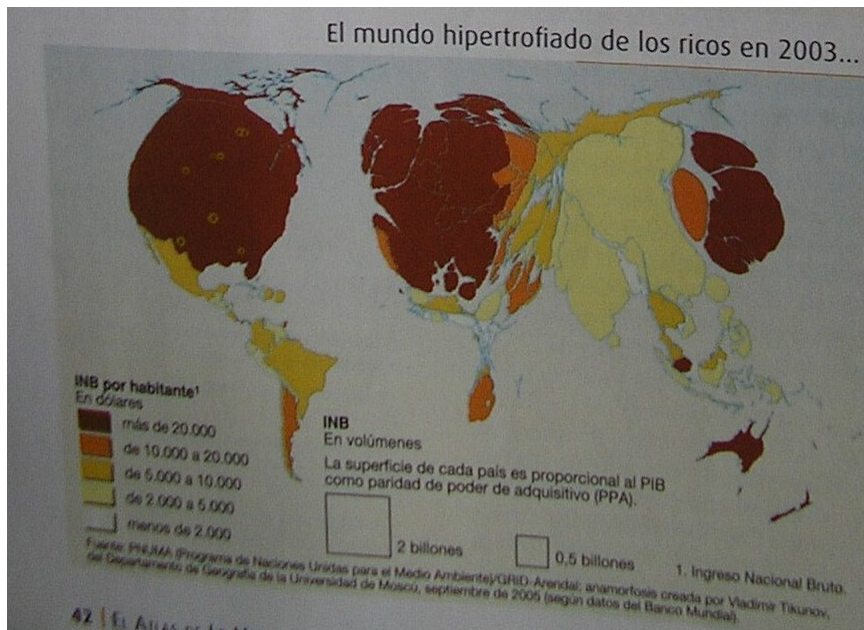 El mundo hipertrofiado de los ricos en 2003...
INB por habitante¹
En dólares
más de 20.000
de 10.000 a 20.000
de 5.000 a 10.000
de 2.000 a 5.000
menos de 2.000
INB
En volúmenes
La superficie de cada país es proporcional al PIB
como paridad de poder de adquisitivo (PPA).
2 billones
0,5 billones
1. Ingreso Nacional Bruto.
Fuente: PNUMA (Programa de Naciones Unidas para el Medio Ambiente)/GRID-Arendal; anamorfosis creada por Vladimir Tikunov,
del Departamento de Geografía de la Universidad de Moscú, septiembre de 2005 (según datos del Banco Mundial).
42 | El